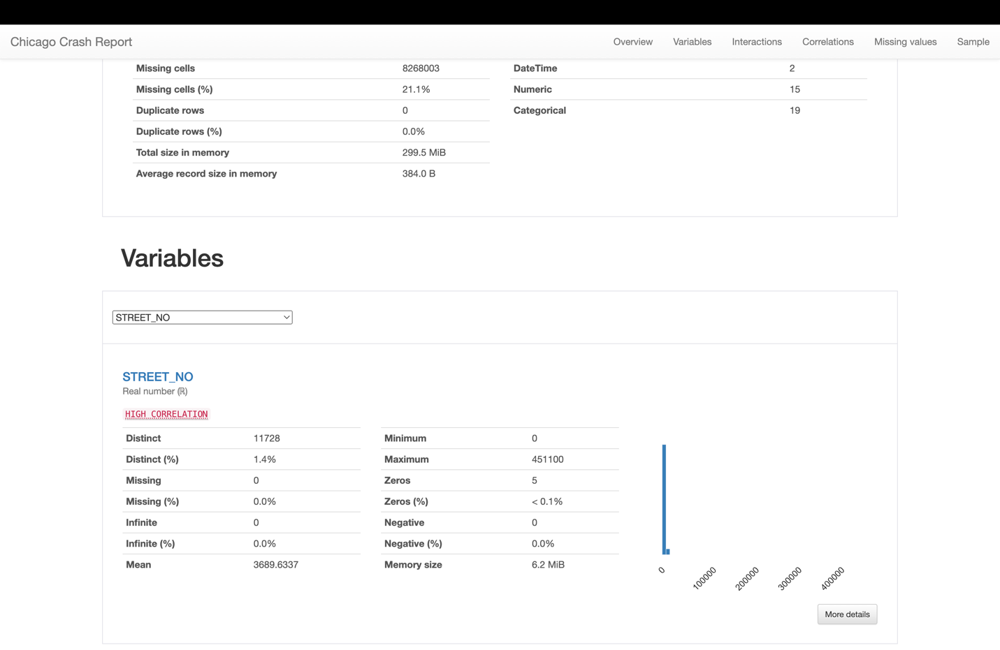 Chicago Crash Report Overview Variables Interactions Correlations Missing values Sample
Missing cells 8268003
Missing cells (%) 21.1%
Duplicate rows 0
Duplicate rows (%) 0.0%
Total size in memory 299.5 MiB
Average record size in memory 384.0 B
DateTime 2
Numeric 15
Categorical 19
Variables
STREET_NO
STREET_NO
Real number (ℝ)
HIGH CORRELATION
Distinct 11728
Distinct (%) 1.4%
Missing 0
Missing (%) 0.0%
Infinite 0
Infinite (%) 0.0%
Mean 3689.6337
Minimum 0
Maximum 451100
Zeros 5
Zeros (%) < 0.1%
Negative 0
Negative (%) 0.0%
Memory size 6.2 MiB
0 100000 200000 300000 400000
More details